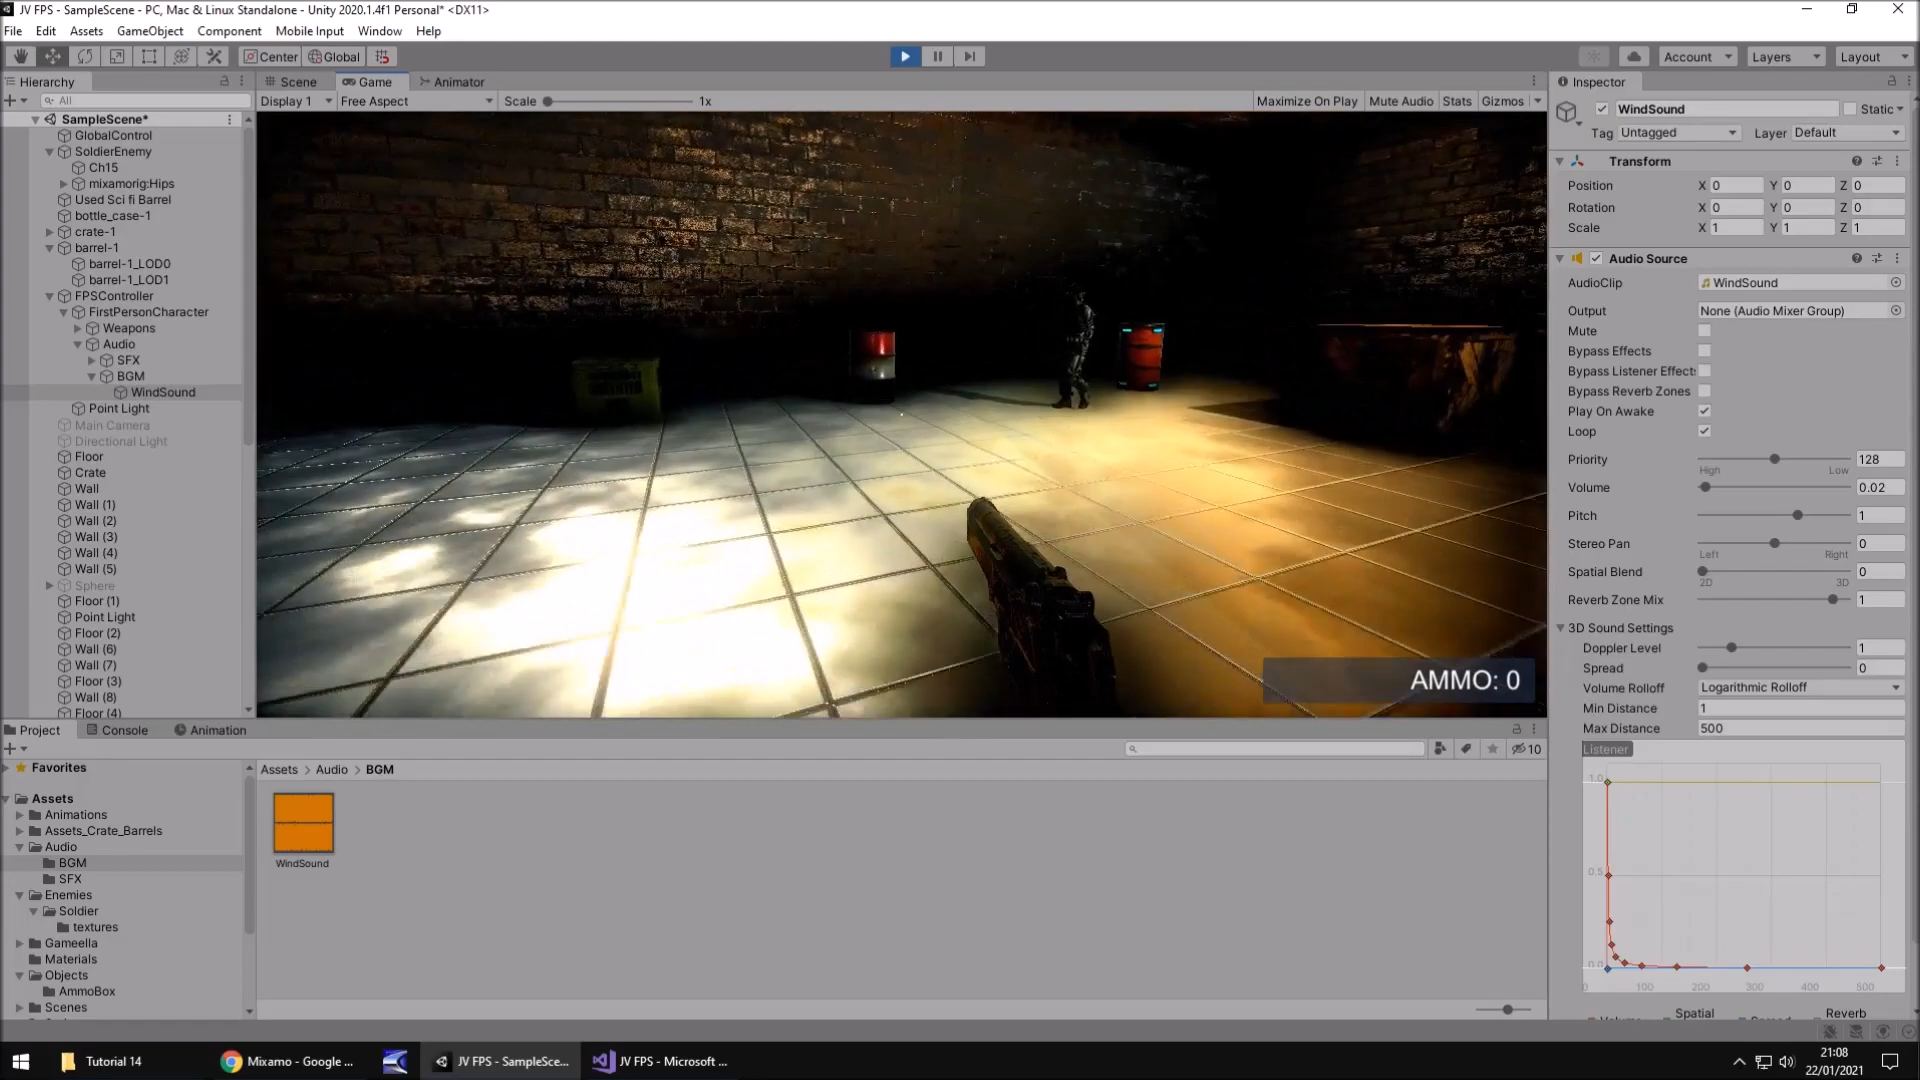 JV FPS - SampleScene - PC, Mac & Linux Standalone - Unity 2020.1.4f1 Personal* <DX11>
File Edit Assets GameObject Component Mobile Input Window Help
Center Global Account Layers Layout
Hierarchy
All
SampleScene*
GlobalControl
SoldierEnemy
Ch15
mixamorig:Hips
Used Sci fi Barrel
bottle_case-1
crate-1
barrel-1
barrel-1_LOD0
barrel-1_LOD1
FPSController
FirstPersonCharacter
Weapons
Audio
SFX
BGM
WindSound
Point Light
Main Camera
Directional Light
Floor
Crate
Wall
Wall (1)
Wall (2)
Wall (3)
Wall (4)
Wall (5)
Sphere
Floor (1)
Point Light
Floor (2)
Wall (6)
Wall (7)
Floor (3)
Wall (8)
Floor (4)
Scene Game Animator
Display 1 Free Aspect Scale 1x Maximize On Play Mute Audio Stats Gizmos
AMMO: 0
Inspector
WindSound Static
Tag Untagged Layer Default
Transform
Position X 0 Y 0 Z 0
Rotation X 0 Y 0 Z 0
Scale X 1 Y 1 Z 1
Audio Source
AudioClip WindSound
Output None (Audio Mixer Group)
Mute
Bypass Effects
Bypass Listener Effects
Bypass Reverb Zones
Play On Awake
Loop
Priority 128
High Low
Volume 0.02
Pitch 1
Stereo Pan 0
Left Right
Spatial Blend 0
2D 3D
Reverb Zone Mix 1
3D Sound Settings
Doppler Level 1
Spread 0
Volume Rolloff Logarithmic Rolloff
Min Distance 1
Max Distance 500
Listener
1.0
0.5
0.0
0 100 200 300 400 500
Spatial Reverb
Project Console Animation
10
Favorites
Assets
Animations
Assets_Crate_Barrels
Audio
BGM
SFX
Enemies
Soldier
textures
Gameella
Materials
Objects
AmmoBox
Scenes
Assets > Audio > BGM
WindSound
Tutorial 14 Mixamo - Google ... JV FPS - SampleSce... JV FPS - Microsoft ...
21:08
22/01/2021